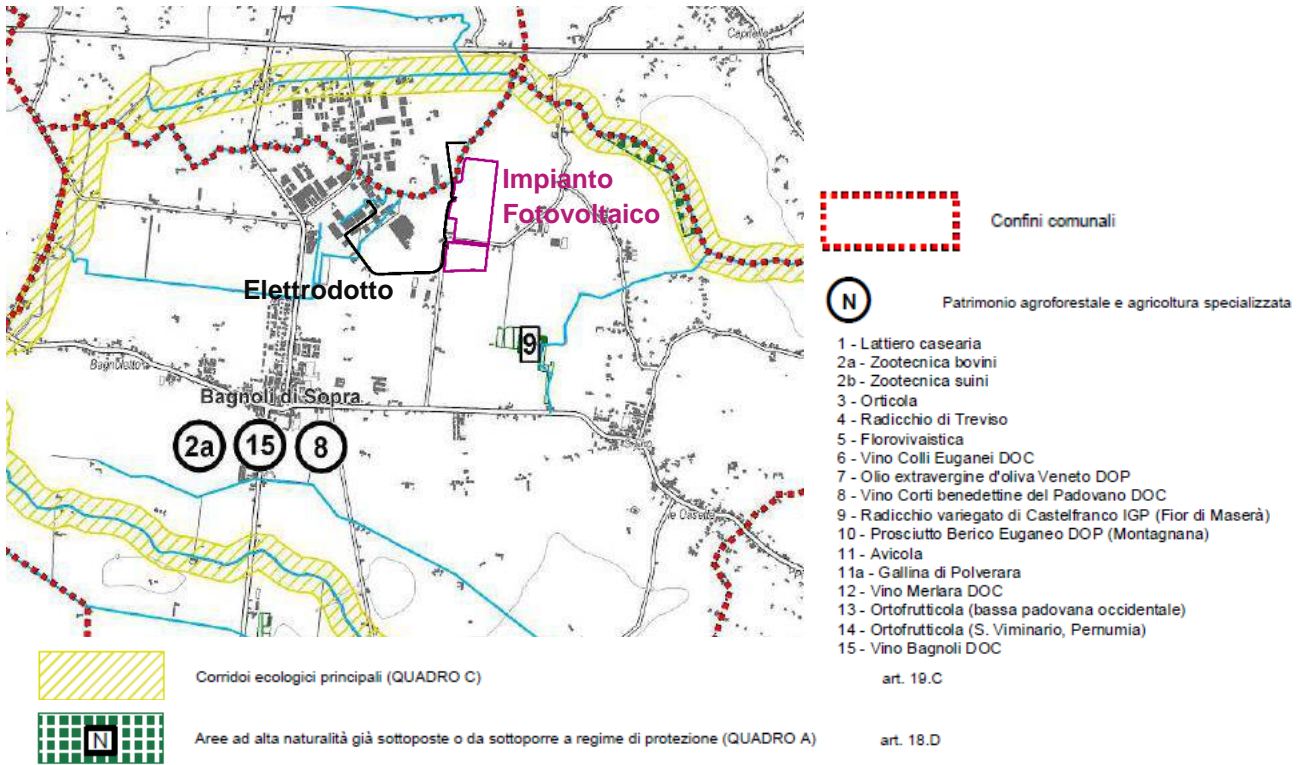 Caprillo
Impianto
Fotovoltaico
Elettrodotto
9
Bagnoletto
Bagnoli di Sopra
2a
15
8
le Casette
Confini comunali
N
Patrimonio agroforestale e agricoltura specializzata
1 - Lattiero casearia
2a - Zootecnica bovini
2b - Zootecnica suini
3 - Orticola
4 - Radicchio di Treviso
5 - Florovivaistica
6 - Vino Colli Euganei DOC
7 - Olio extravergine d'oliva Veneto DOP
8 - Vino Corti benedettine del Padovano DOC
9 - Radicchio variegato di Castelfranco IGP (Fior di Maserà)
10 - Prosciutto Berico Euganeo DOP (Montagnana)
11 - Avicola
11a - Gallina di Polverara
12 - Vino Merlara DOC
13 - Ortofrutticola (bassa padovana occidentale)
14 - Ortofrutticola (S. Viminario, Pernumia)
15 - Vino Bagnoli DOC
Corridoi ecologici principali (QUADRO C)
art. 19.C
N
Aree ad alta naturalità già sottoposte o da sottoporre a regime di protezione (QUADRO A)
art. 18.D